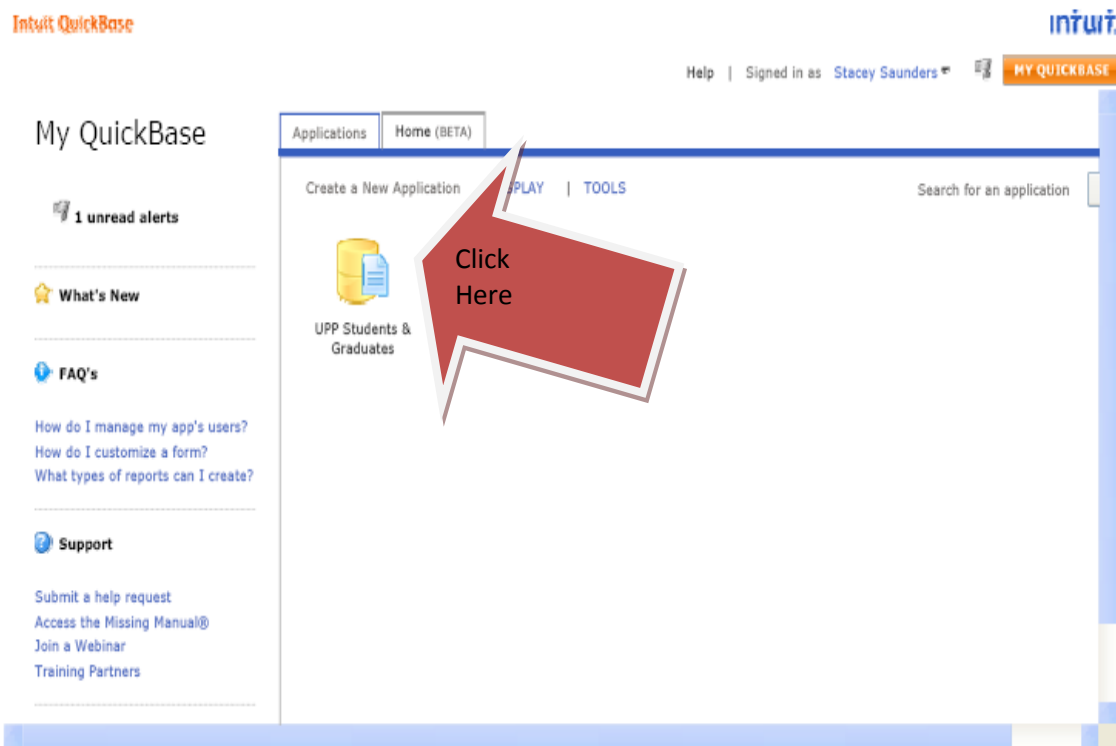 Intuit QuickBase
intuit.
Help | Signed in as Stacey Saunders
MY QUICKBASE
My QuickBase
Applications
Home (BETA)
Create a New Application
PLAY | TOOLS
Search for an application
1 unread alerts
Click
Here
What's New
UPP Students &
Graduates
FAQ's
How do I manage my app's users?
How do I customize a form?
What types of reports can I create?
Support
Submit a help request
Access the Missing Manual®
Join a Webinar
Training Partners